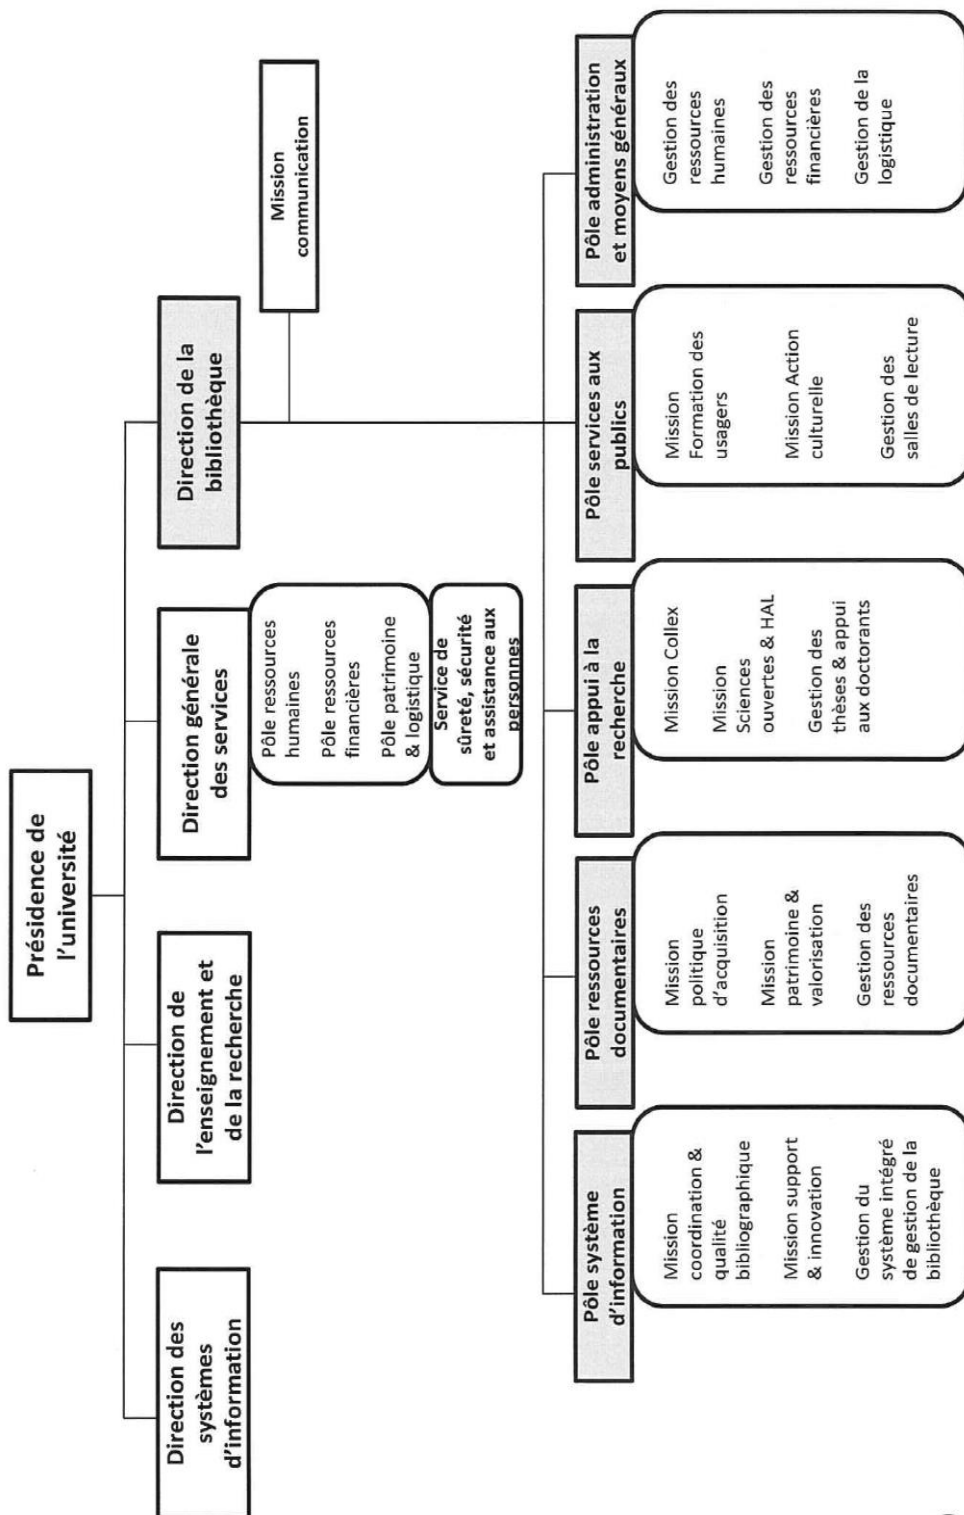 Présidence de
l'université
Direction des
systèmes
d'information
Direction de
l'enseignement et
de la recherche
Direction générale
des services
Pôle ressources
humaines
Pôle ressources
financières
Pôle patrimoine
& logistique
Service de
sûreté, sécurité
et assistance aux
personnes
Direction de la
bibliothèque
Mission
communication
Pôle système
d'information
Mission
coordination &
qualité
bibliographique
Mission support
& innovation
Gestion du
système intégré
de gestion de la
bibliothèque
Pôle ressources
documentaires
Mission
politique
d'acquisition
Mission
patrimoine &
valorisation
Gestion des
ressources
documentaires
Pôle appui à la
recherche
Mission Collex
Mission
Sciences
ouvertes & HAL
Gestion des
thèses & appui
aux doctorants
Pôle services aux
publics
Mission
Formation des
usagers
Mission Action
culturelle
Gestion des
salles de lecture
Pôle administration
et moyens généraux
Gestion des
ressources
humaines
Gestion des
ressources
financières
Gestion de la
logistique